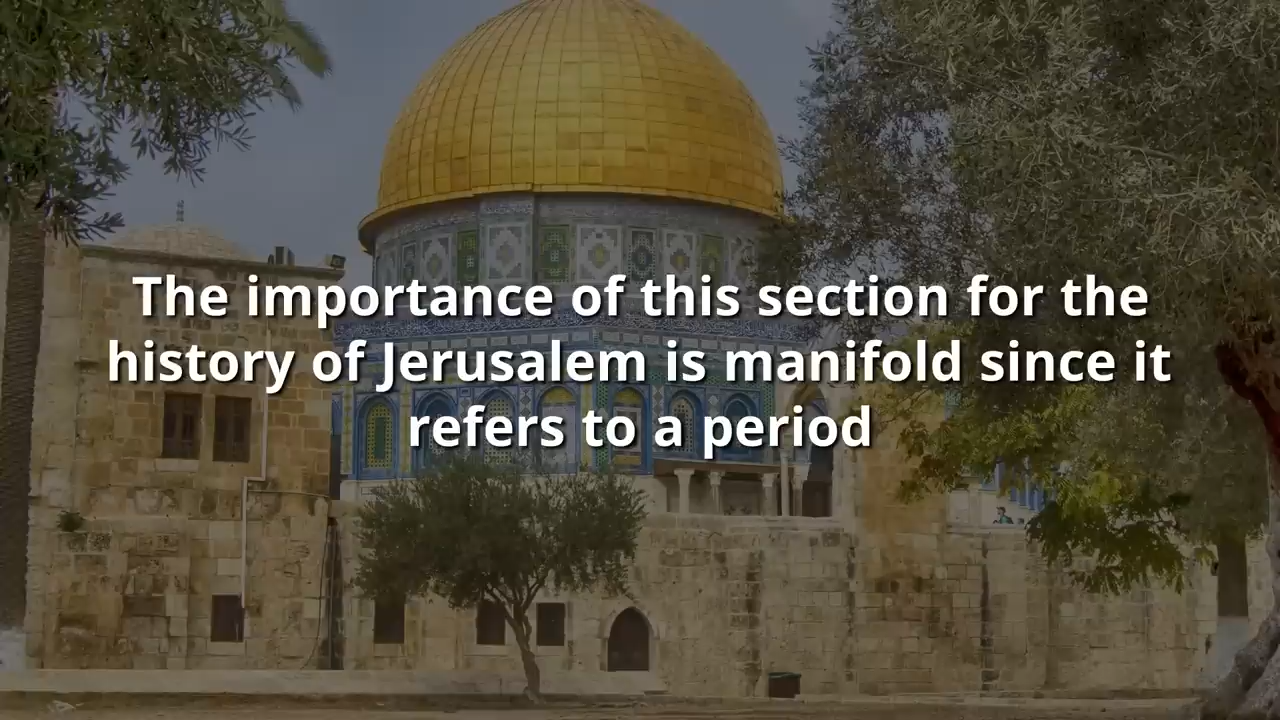 The importance of this section for the
history of Jerusalem is manifold since it
refers to a period